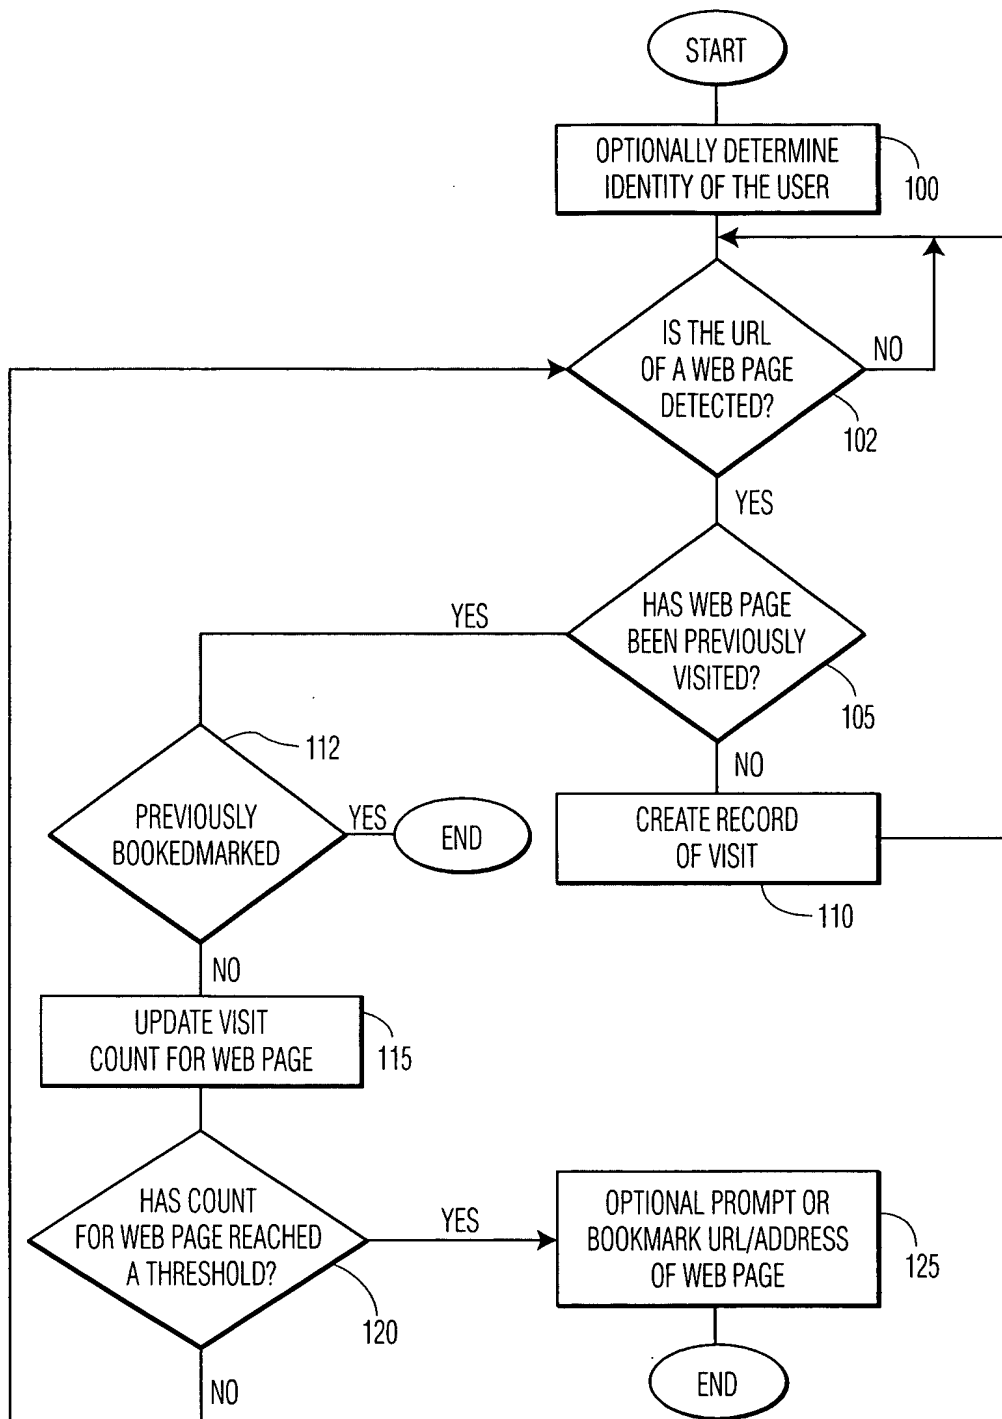 START
OPTIONALLY DETERMINE
IDENTITY OF THE USER
100
IS THE URL
OF A WEB PAGE
DETECTED?
NO
102
YES
HAS WEB PAGE
BEEN PREVIOUSLY
VISITED?
YES
105
NO
112
PREVIOUSLY
BOOKEDMARKED
YES
END
CREATE RECORD
OF VISIT
110
NO
UPDATE VISIT
COUNT FOR WEB PAGE
115
HAS COUNT
FOR WEB PAGE REACHED
A THRESHOLD?
YES
120
OPTIONAL PROMPT OR
BOOKMARK URL/ADDRESS
OF WEB PAGE
125
NO
END